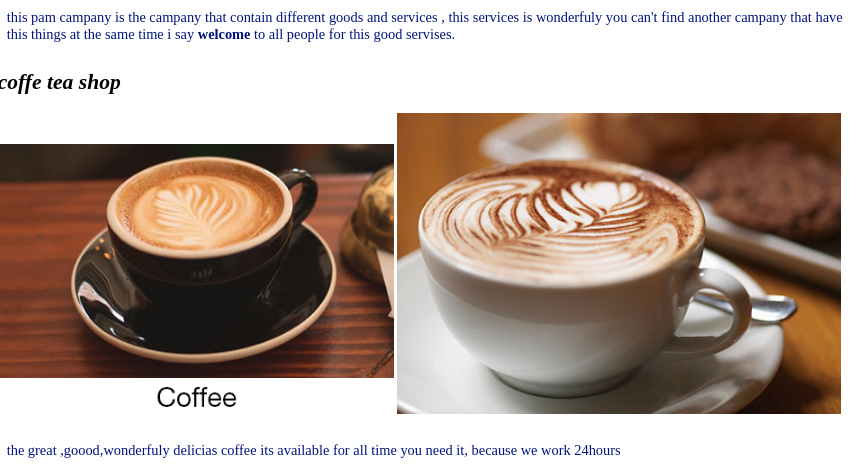 this pam campany is the campany that contain different goods and services , this services is wonderfuly you can't find another campany that have
this things at the same time i say welcome to all people for this good servises.
coffe tea shop
Coffee
the great ,goood,wonderfuly delicias coffee its available for all time you need it, because we work 24hours